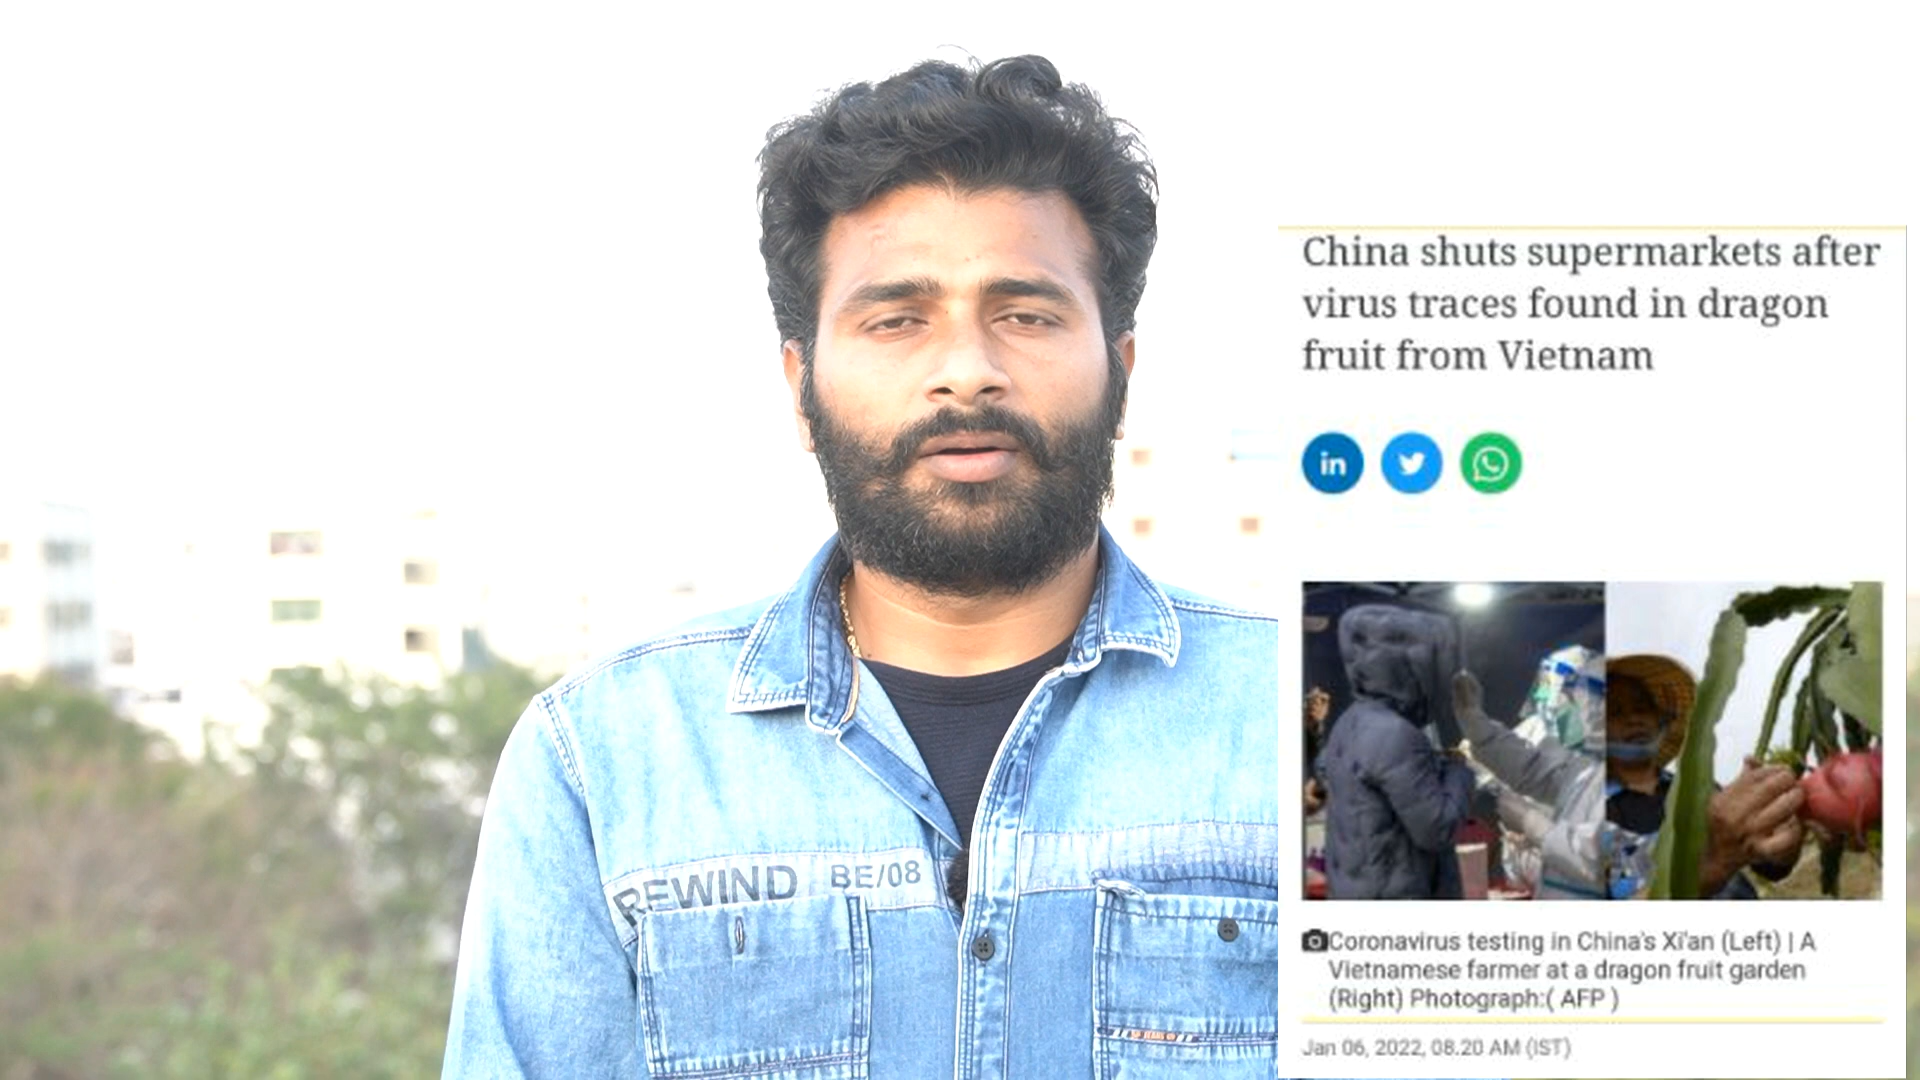 China shuts supermarkets after
virus traces found in dragon
fruit from Vietnam
in
Coronavirus testing in China's Xi'an (Left) | A
Vietnamese farmer at a dragon fruit garden
(Right) Photograph:( AFP )
Jan 06, 2022, 08.20 AM (IST)
REWIND BE/08